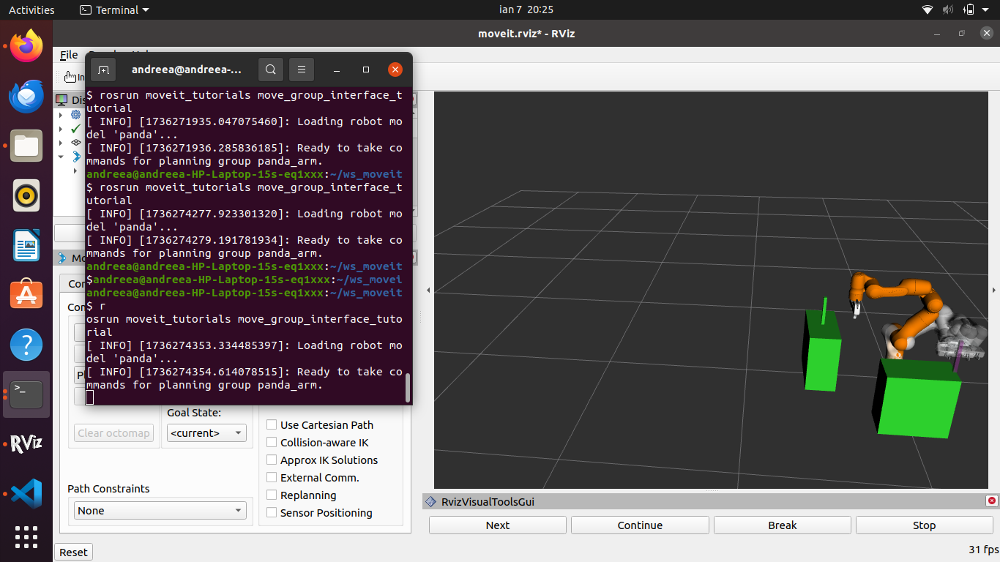 Activities
Terminal
ian 7 20:25
moveit.rviz* - RViz
File
In
andreea@andreea-...
Dis
$ rosrun moveit_tutorials move_group_interface_t
utorial
[ INFO] [1736271935.047075460]: Loading robot mo
del 'panda'...
[ INFO] [1736271936.285836185]: Ready to take co
mmands for planning group panda_arm.
andreea@andreea-HP-Laptop-15s-eq1xxx:~/ws_moveit
$ rosrun moveit_tutorials move_group_interface_t
utorial
[ INFO] [1736274277.923301320]: Loading robot mo
del 'panda'...
[ INFO] [1736274279.191781934]: Ready to take co
mmands for planning group panda_arm.
andreea@andreea-HP-Laptop-15s-eq1xxx:~/ws_moveit
$andreea@andreea-HP-Laptop-15s-eq1xxx:~/ws_movei
andreea@andreea-HP-Laptop-15s-eq1xxx:~/ws_moveit
$ r
osrun moveit_tutorials move_group_interface_tuto
rial
[ INFO] [1736274353.334485397]: Loading robot mo
del 'panda'...
[ INFO] [1736274354.614078515]: Ready to take co
mmands for planning group panda_arm.
Mo
Con
Com
Pl
Clear octomap
Goal State:
<current>
Use Cartesian Path
Collision-aware IK
Approx IK Solutions
External Comm.
Replanning
Sensor Positioning
Path Constraints
None
RViz
RvizVisualToolsGui
Next
Continue
Break
Stop
Reset
31 fps